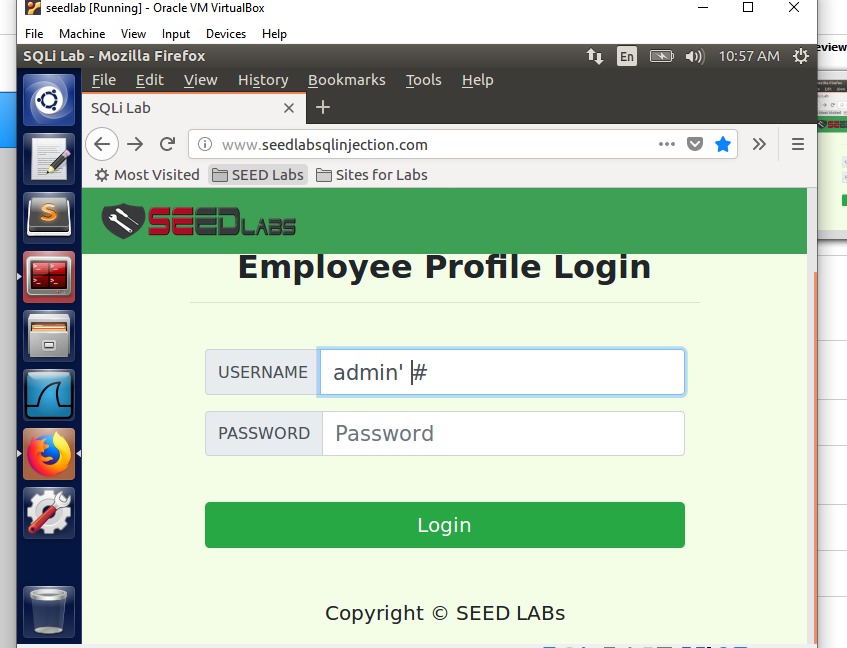 seedlab [Running] - Oracle VM VirtualBox
File Machine View Input Devices Help
SQLi Lab - Mozilla Firefox En 10:57 AM
File Edit View History Bookmarks Tools Help
SQLi Lab
www.seedlabsqlinjection.com
Most Visited SEED Labs Sites for Labs
SEEDLABS
Employee Profile Login
USERNAME admin' #
PASSWORD Password
Login
Copyright © SEED LABs